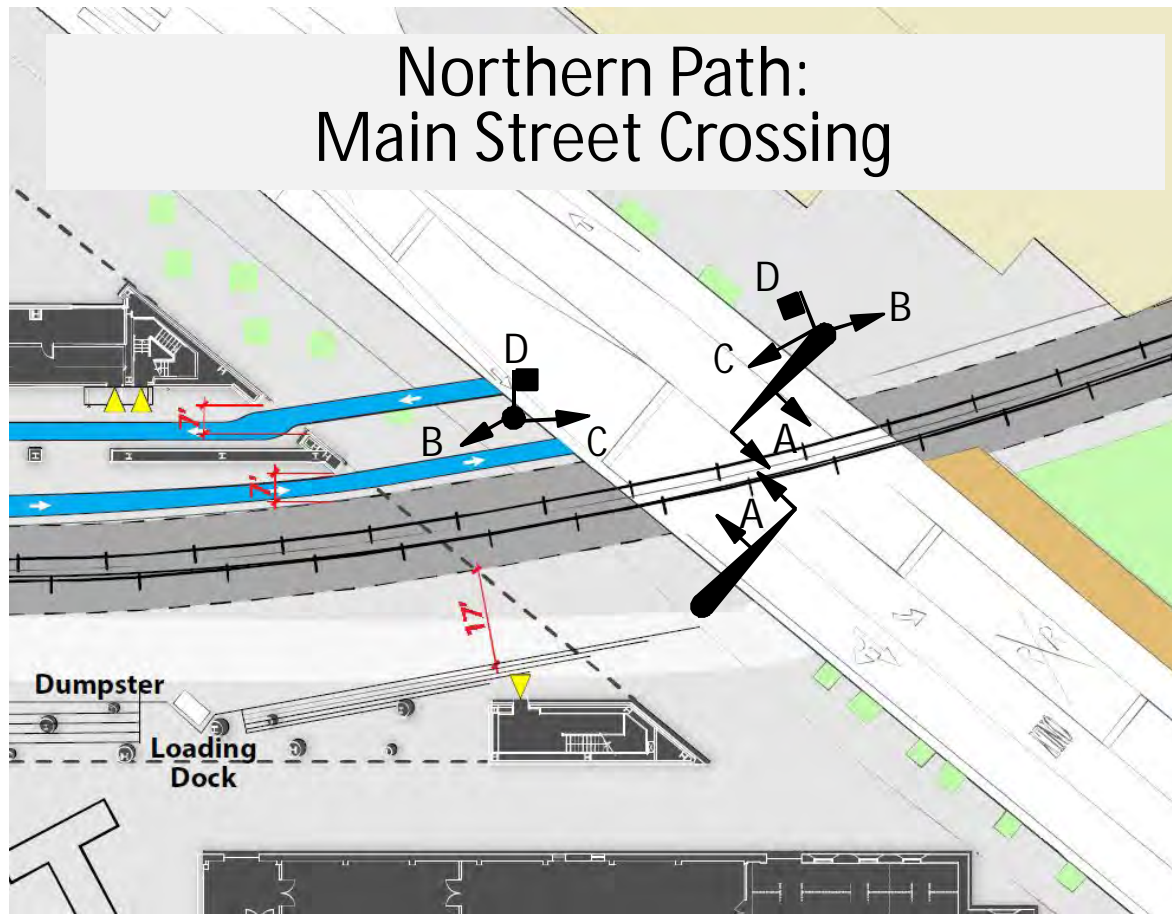 Northern Path:
Main Street Crossing
D
B
C
D
B
C
A
A
7'
7'
17'
R R
Dumpster
Loading
Dock